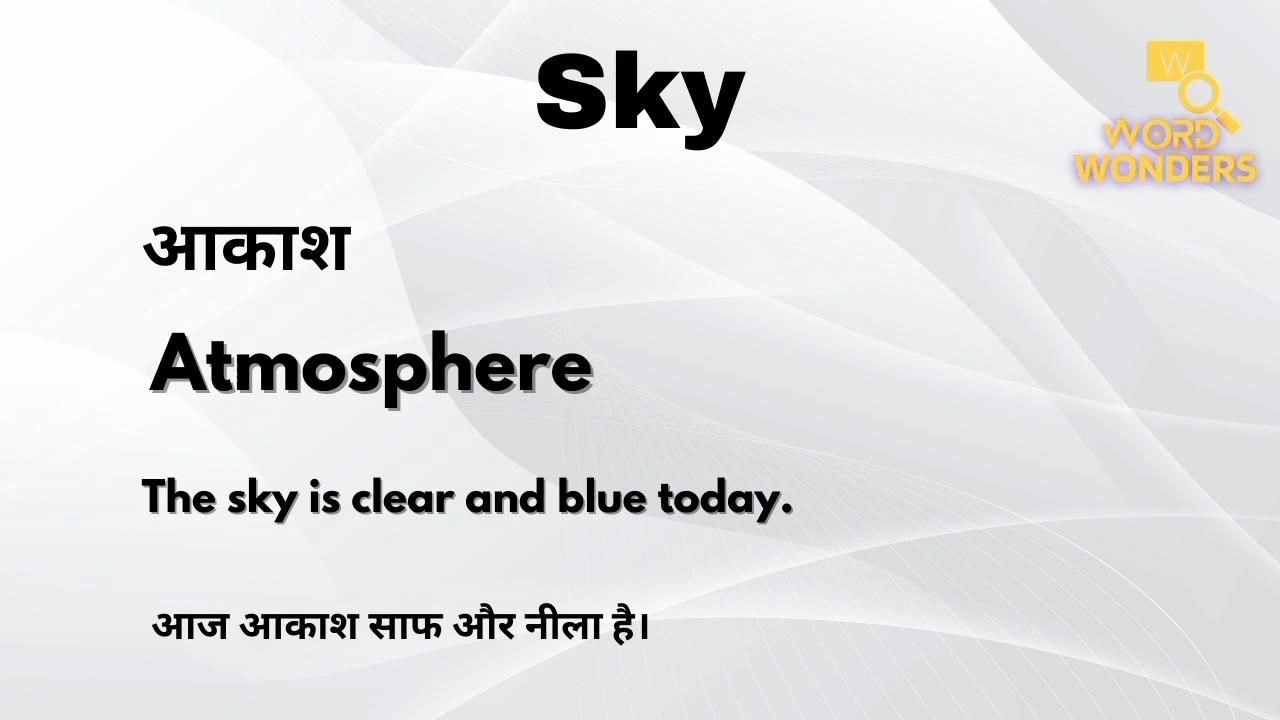 Sky
W
WORD
WONDERS
आकाश
Atmosphere
The sky is clear and blue today.
आज आकाश साफ और नीला है।